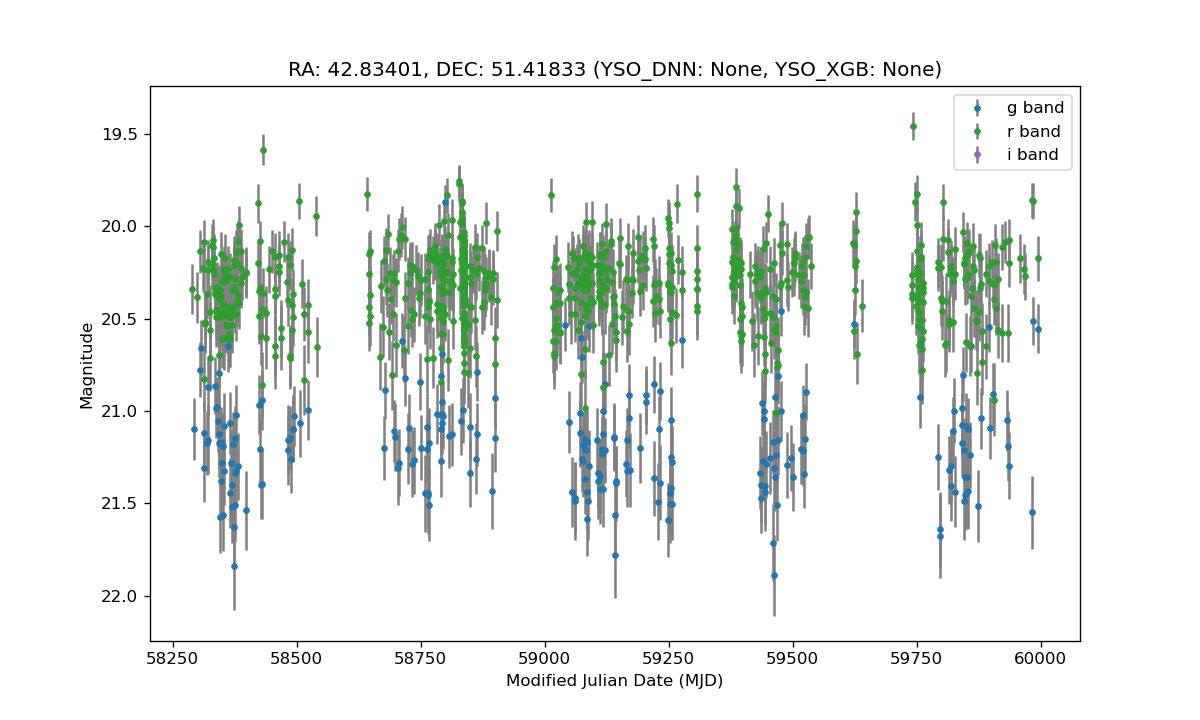 RA: 42.83401, DEC: 51.41833 (YSO_DNN: None, YSO_XGB: None)
g band
r band
i band
19.5
20.0
20.5
21.0
21.5
22.0
Magnitude
58250 58500 58750 59000 59250 59500 59750 60000
Modified Julian Date (MJD)